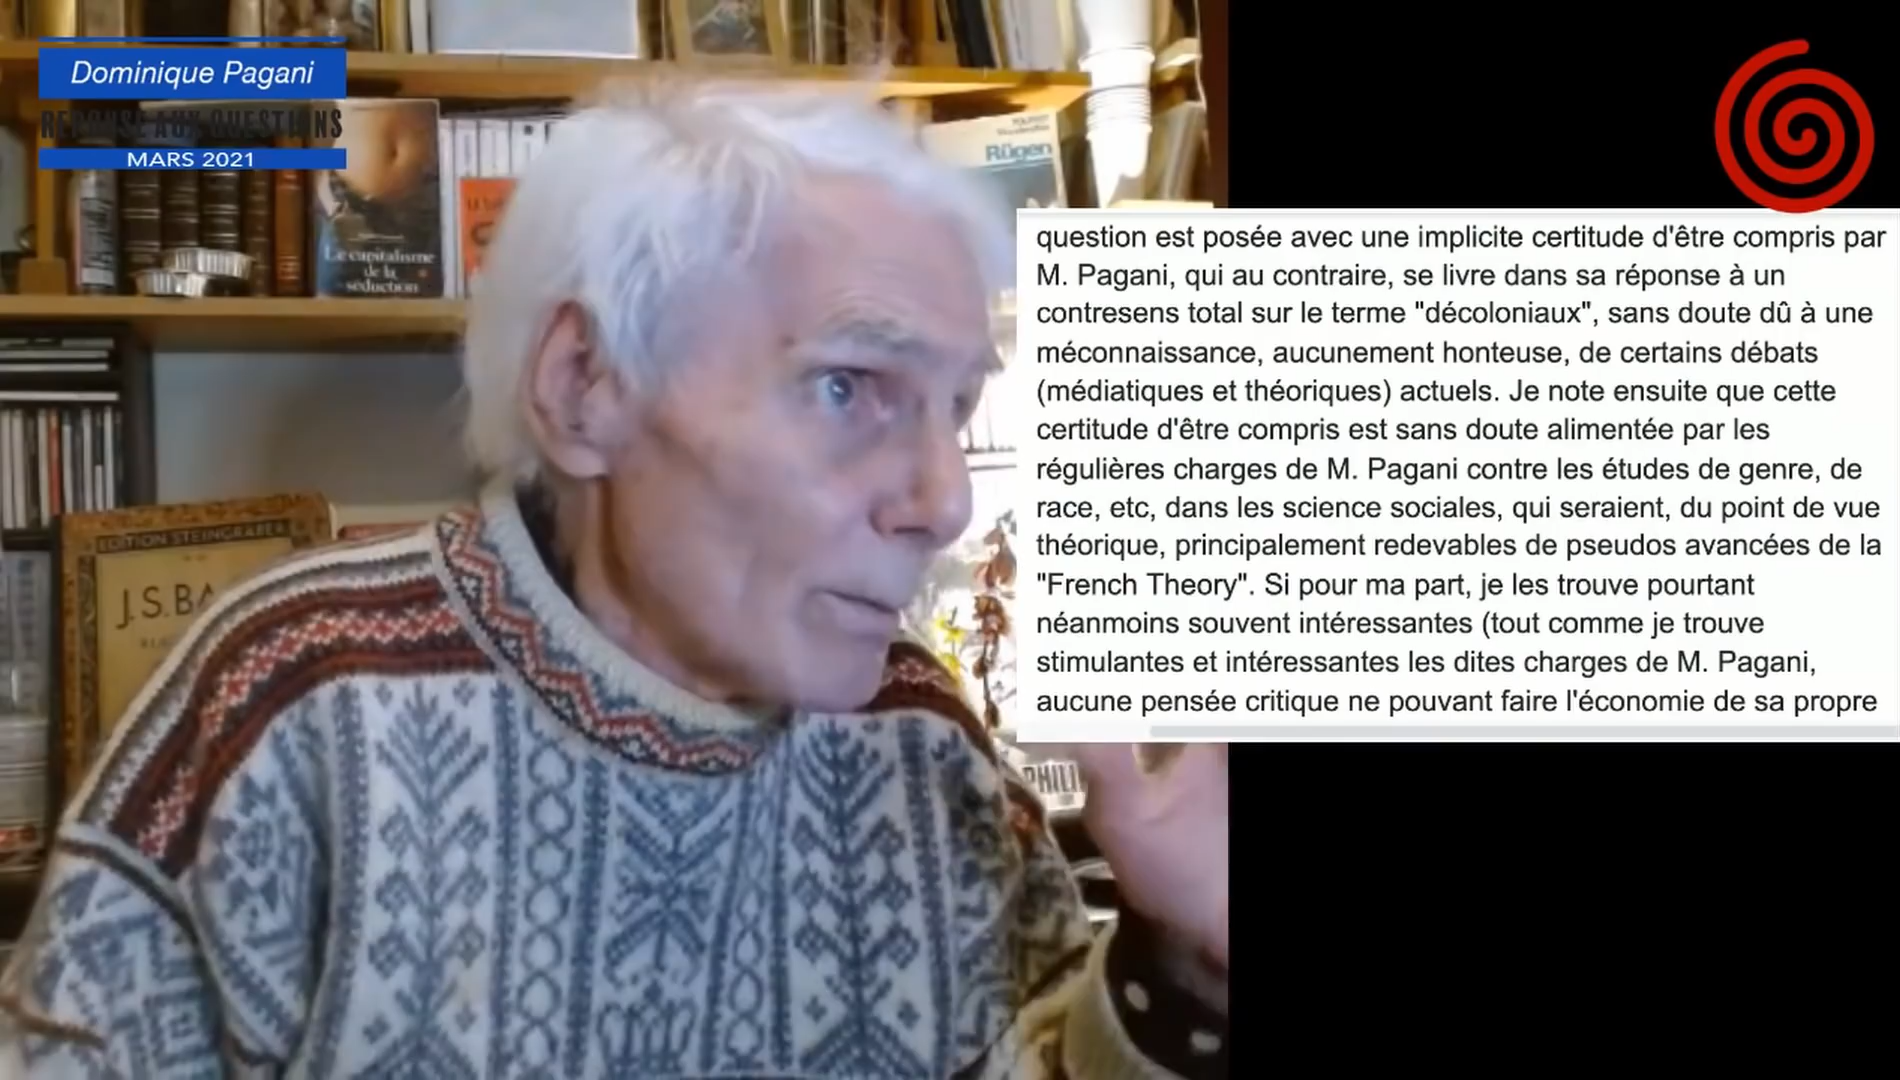 Dominique Pagani
REPONSE AUX QUESTIONS
MARS 2021
Le capitalisme
de la
séduction
Rügen
EDITION STEINGRÄBER
J.S.BA
PHILI
question est posée avec une implicite certitude d'être compris par
M. Pagani, qui au contraire, se livre dans sa réponse à un
contresens total sur le terme "décoloniaux", sans doute dû à une
méconnaissance, aucunement honteuse, de certains débats
(médiatiques et théoriques) actuels. Je note ensuite que cette
certitude d'être compris est sans doute alimentée par les
régulières charges de M. Pagani contre les études de genre, de
race, etc, dans les science sociales, qui seraient, du point de vue
théorique, principalement redevables de pseudos avancées de la
"French Theory". Si pour ma part, je les trouve pourtant
néanmoins souvent intéressantes (tout comme je trouve
stimulantes et intéressantes les dites charges de M. Pagani,
aucune pensée critique ne pouvant faire l'économie de sa propre